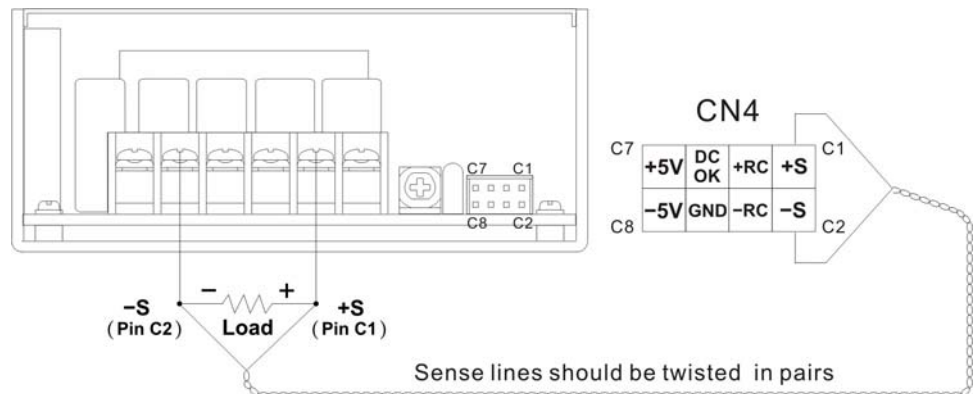 CN4
C7 C1
+5V DC OK +RC +S
−5V GND −RC −S
C8 C2
C7 C1
C8 C2
− +
−S +S
(Pin C2) Load (Pin C1)
Sense lines should be twisted in pairs